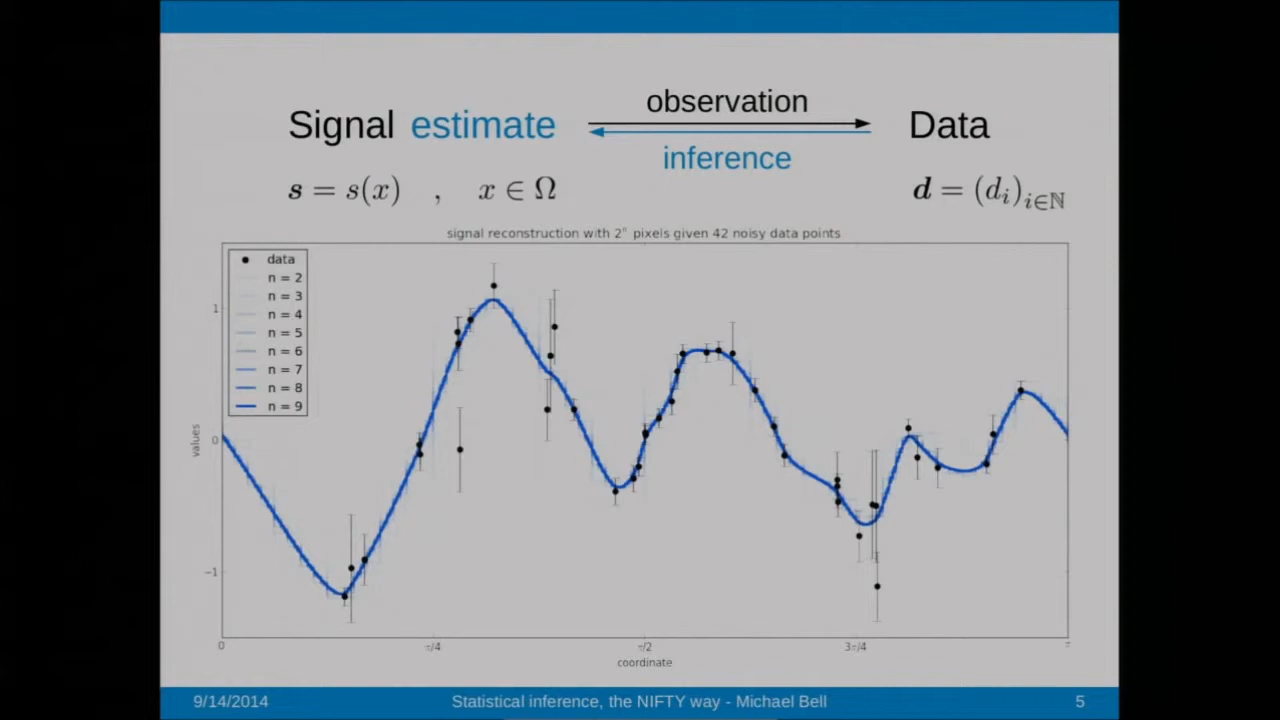 observation
Signal estimate
Data
inference
s = s(x) , x ∈ Ω
d = (dᵢ)ᵢ∈ℕ
signal reconstruction with 2ⁿ pixels given 42 noisy data points
data
n = 2
n = 3
n = 4
n = 5
n = 6
n = 7
n = 8
n = 9
1
0
−1
values
0
π/4
π/2
3π/4
π
coordinate
9/14/2014
Statistical inference, the NIFTY way - Michael Bell
5